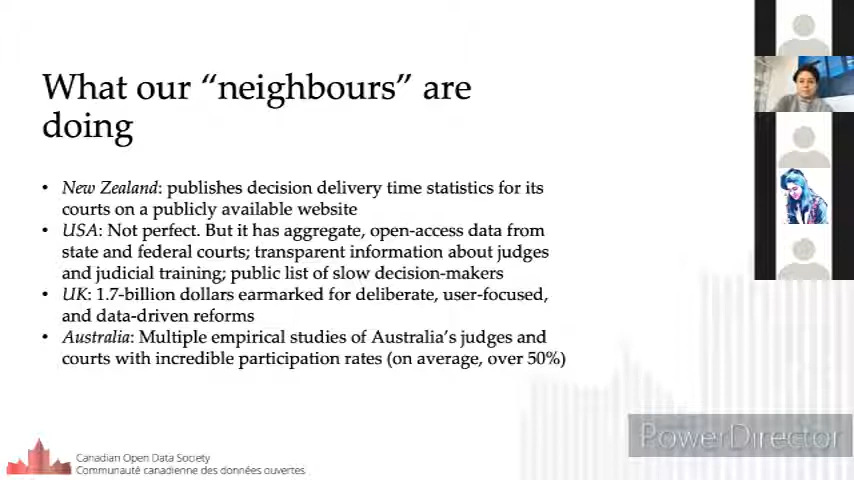 What our “neighbours” are
doing
• New Zealand: publishes decision delivery time statistics for its
courts on a publicly available website
• USA: Not perfect. But it has aggregate, open-access data from
state and federal courts; transparent information about judges
and judicial training; public list of slow decision-makers
• UK: 1.7-billion dollars earmarked for deliberate, user-focused,
and data-driven reforms
• Australia: Multiple empirical studies of Australia’s judges and
courts with incredible participation rates (on average, over 50%)
Canadian Open Data Society
Communauté canadienne des données ouvertes
PowerDirector